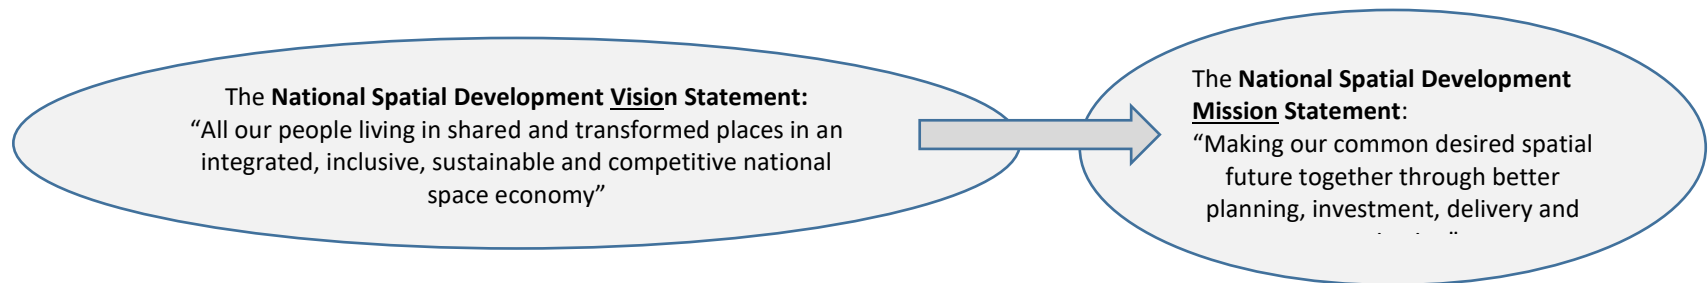 The National Spatial Development Vision Statement:
“All our people living in shared and transformed places in an
integrated, inclusive, sustainable and competitive national
space economy”
The National Spatial Development
Mission Statement:
“Making our common desired spatial
future together through better
planning, investment, delivery and